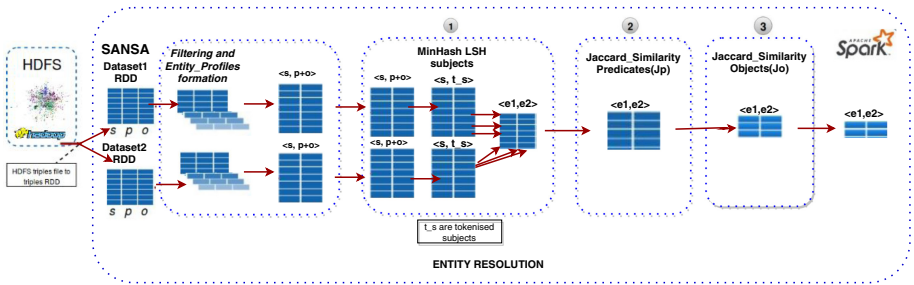 1
2
3
SANSA
HDFS
Dataset1
RDD
s p o
Dataset2
RDD
s p o
HDFS triples file to
triples RDD
Filtering and
Entity_Profiles
formation
<s, p+o>
<s, p+o>
MinHash LSH
subjects
<s, p+o>
<s, t_s>
<s, p+o>
<s, t_s>
<e1,e2>
t_s are tokenised
subjects
Jaccard_Similarity
Predicates(Jp)
<e1,e2>
Jaccard_Similarity
Objects(Jo)
<e1,e2>
APACHE
Spark
<e1,e2>
ENTITY RESOLUTION